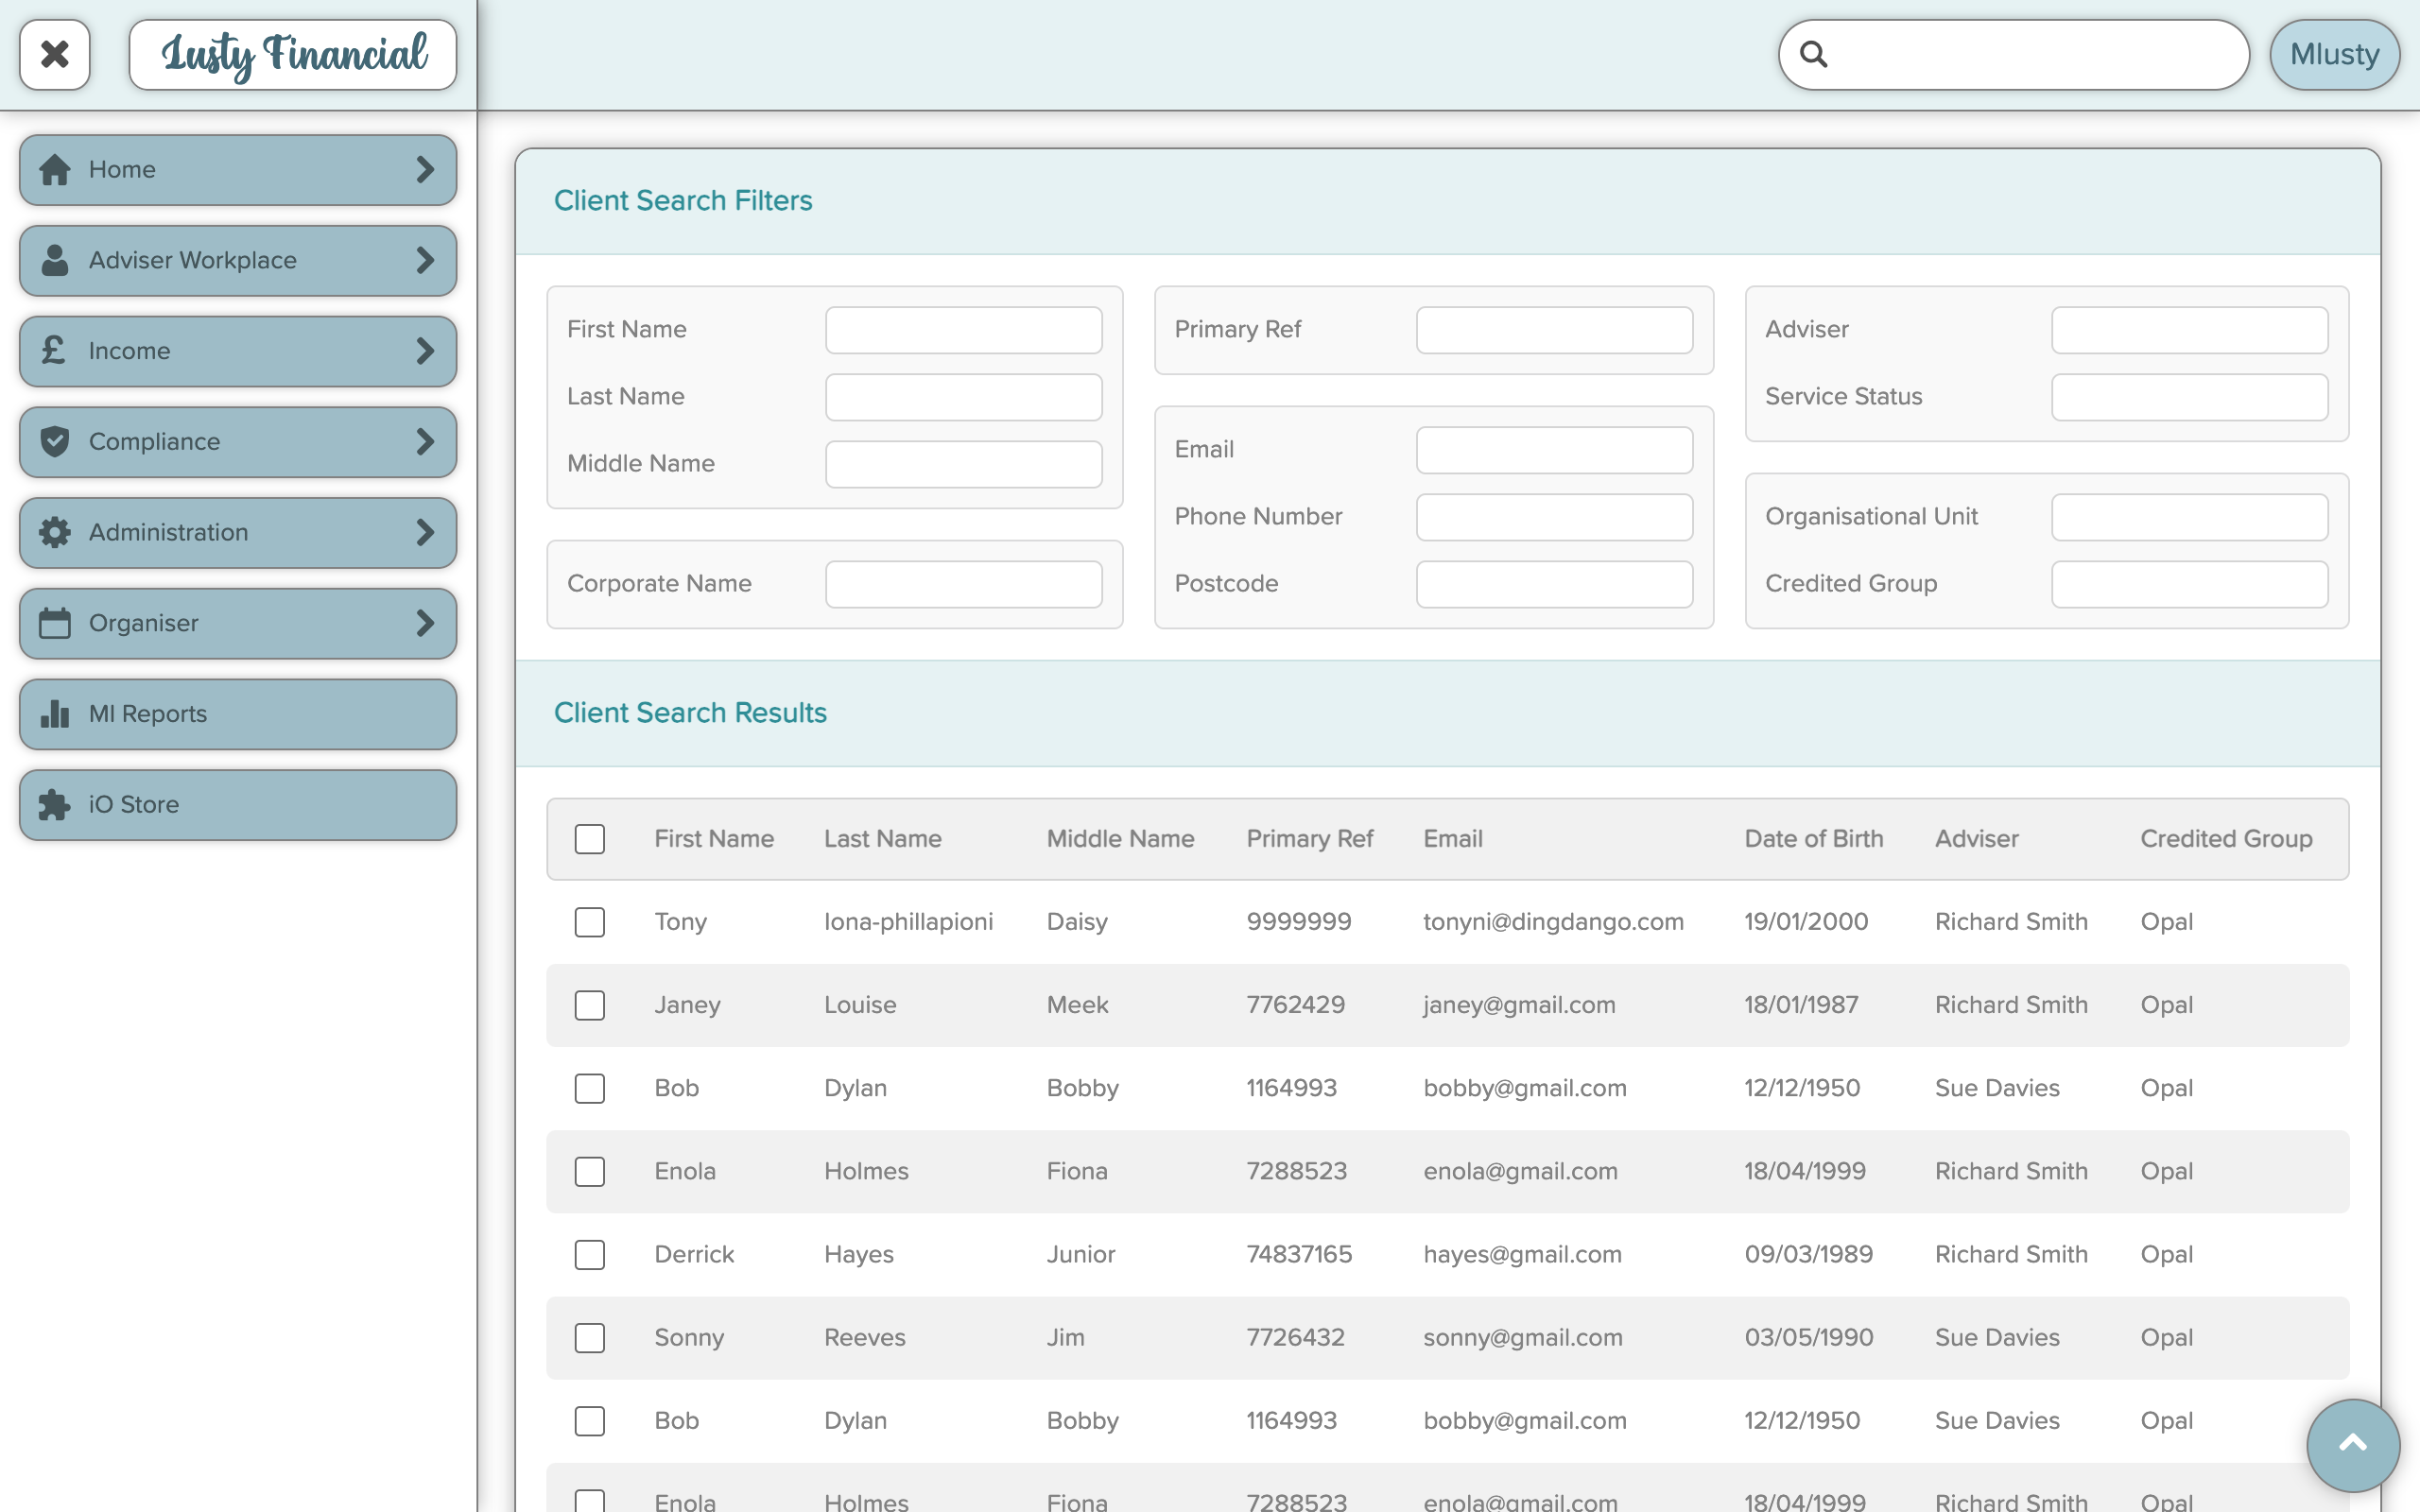 Lusty Financial
Mlusty
Home
Adviser Workplace
Income
Compliance
Administration
Organiser
MI Reports
iO Store
Client Search Filters
First Name
Last Name
Middle Name
Corporate Name
Primary Ref
Email
Phone Number
Postcode
Adviser
Service Status
Organisational Unit
Credited Group
Client Search Results
First Name Last Name Middle Name Primary Ref Email Date of Birth Adviser Credited Group
Tony Iona-phillapioni Daisy 9999999 tonyni@dingdango.com 19/01/2000 Richard Smith Opal
Janey Louise Meek 7762429 janey@gmail.com 18/01/1987 Richard Smith Opal
Bob Dylan Bobby 1164993 bobby@gmail.com 12/12/1950 Sue Davies Opal
Enola Holmes Fiona 7288523 enola@gmail.com 18/04/1999 Richard Smith Opal
Derrick Hayes Junior 74837165 hayes@gmail.com 09/03/1989 Richard Smith Opal
Sonny Reeves Jim 7726432 sonny@gmail.com 03/05/1990 Sue Davies Opal
Bob Dylan Bobby 1164993 bobby@gmail.com 12/12/1950 Sue Davies Opal
Enola Holmes Fiona 7288523 enola@gmail.com 18/04/1999 Richard Smith Opal